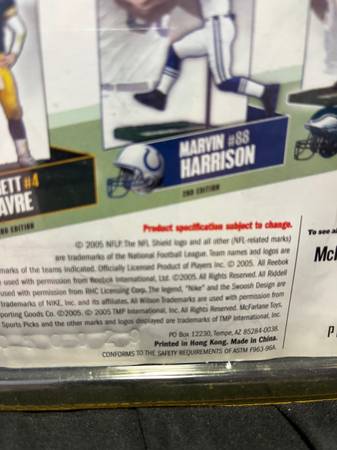 ETT #4
AVRE
EDITION
MARVIN #88
HARRISON
2ND EDITION
Product specification subject to change.
© 2005 NFLP. The NFL Shield logo and all other (NFL-related marks)
are trademarks of the National Football League. Team names and logos are
marks of the teams indicated. Officially Licensed Product of Players Inc. © 2005. All Reebok
used with permission from Reebok International, Ltd. ©2005. All Rights Reserved. All Riddell
used with permission from RHC Licensing Corp. The legend, "Nike" and the Swoosh Design are
trademarks of NIKE, Inc. and its affiliates. All Wilson Trademarks are used with permission from
porting Goods Co. ©2005. © 2005 TMP International, Inc. All Rights Reserved. McFarlane Toys,
Sports Picks and the other marks and logos displayed are trademarks of TMP International, Inc.
PO Box 12230, Tempe, AZ 85284-0038.
Printed in Hong Kong. Made in China.
CONFORMS TO THE SAFETY REQUIREMENTS OF ASTM F963-96A.
To see a
P